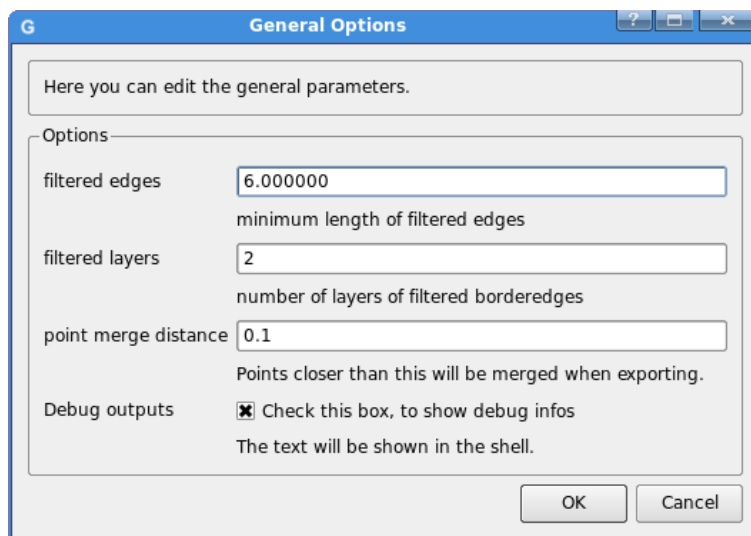 G General Options ?
Here you can edit the general parameters.
Options
filtered edges 6.000000
minimum length of filtered edges
filtered layers 2
number of layers of filtered borderedges
point merge distance 0.1
Points closer than this will be merged when exporting.
Debug outputs Check this box, to show debug infos
The text will be shown in the shell.
OK Cancel